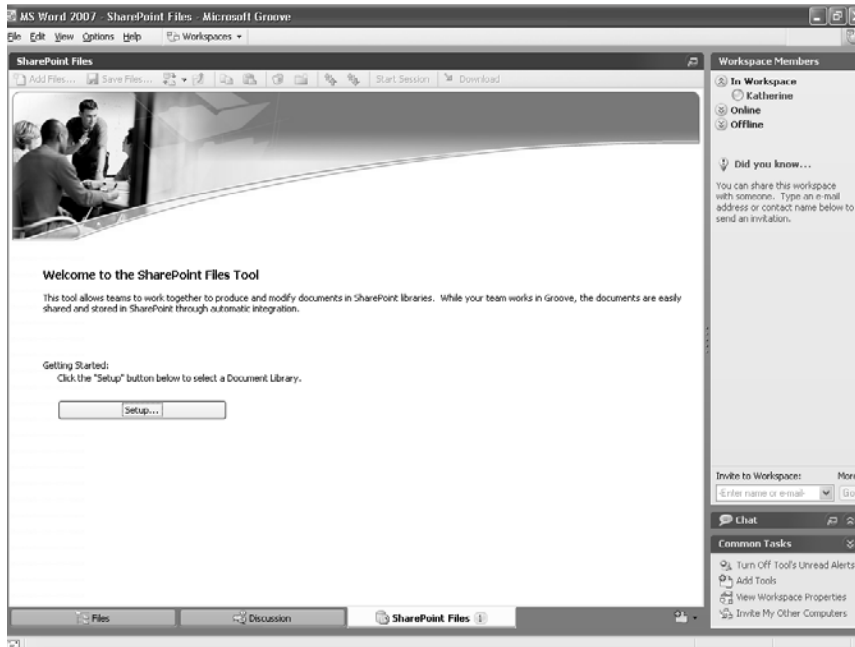 MS Word 2007 - SharePoint Files - Microsoft Groove
File Edit View Options Help Workspaces
SharePoint Files
Add Files... Save Files... Start Session Download
Welcome to the SharePoint Files Tool
This tool allows teams to work together to produce and modify documents in SharePoint libraries. While your team works in Groove, the documents are easily
shared and stored in SharePoint through automatic integration.
Getting Started:
Click the "Setup" button below to select a Document Library.
Setup...
Files
Discussion
SharePoint Files 1
Workspace Members
In Workspace
Katherine
Online
Offline
Did you know...
You can share this workspace
with someone. Type an e-mail
address or contact name below to
send an invitation.
Invite to Workspace: More
-Enter name or e-mail- Go
Chat
Common Tasks
Turn Off Tool's Unread Alerts
Add Tools
View Workspace Properties
Invite My Other Computers